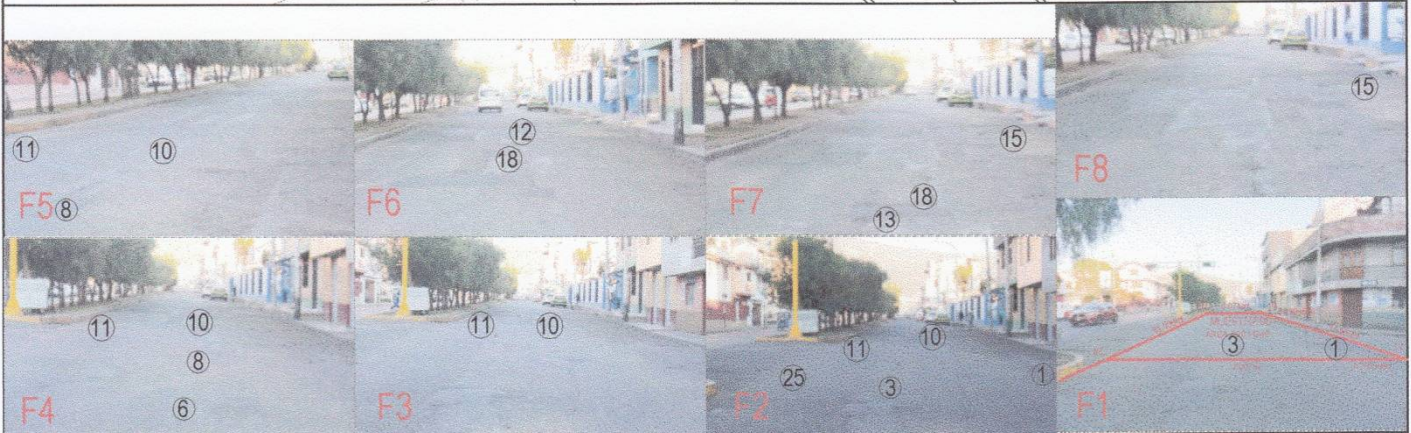 ⑪ ⑩
F5 ⑧
⑫
⑱
F6
⑮
⑱
F7 ⑬
⑮
F8
⑪ ⑩
⑧
F4 ⑥
⑪ ⑩
F3
⑪ ⑩
㉕ ③ ①
F2
③ ①
F1